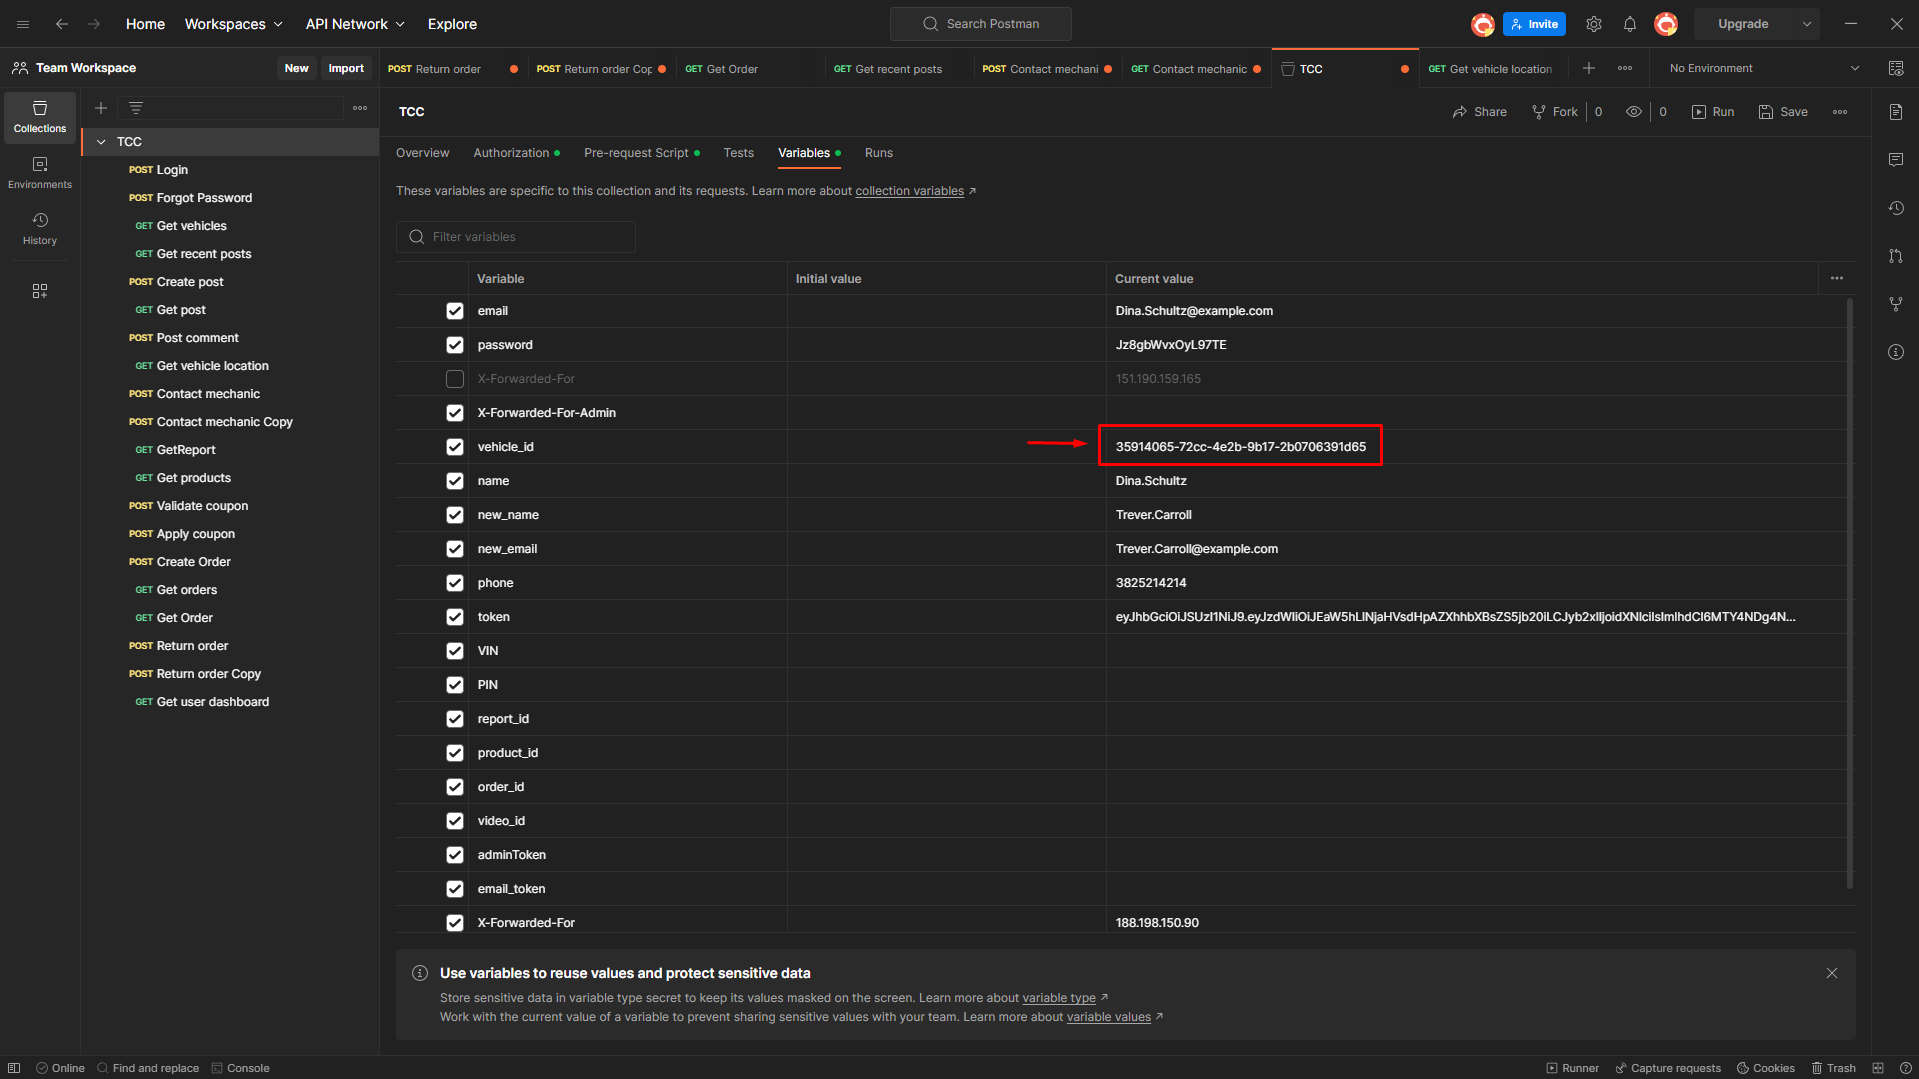 Home
Workspaces
API Network
Explore
Search Postman
Invite
Upgrade
Team Workspace
New
Import
POST Return order
POST Return order Cop
GET Get Order
GET Get recent posts
POST Contact mechani
GET Contact mechanic
TCC
GET Get vehicle location
No Environment
Collections
Environments
History
TCC
POST Login
POST Forgot Password
GET Get vehicles
GET Get recent posts
POST Create post
GET Get post
POST Post comment
GET Get vehicle location
POST Contact mechanic
POST Contact mechanic Copy
GET GetReport
GET Get products
POST Validate coupon
POST Apply coupon
POST Create Order
GET Get orders
GET Get Order
POST Return order
POST Return order Copy
GET Get user dashboard
TCC
Share
Fork
0
0
Run
Save
Overview
Authorization
Pre-request Script
Tests
Variables
Runs
These variables are specific to this collection and its requests. Learn more about collection variables
Filter variables
Variable Initial value Current value
email Dina.Schultz@example.com
password Jz8gbWvxOyL97TE
X-Forwarded-For 151.190.159.165
X-Forwarded-For-Admin
vehicle_id 35914065-72cc-4e2b-9b17-2b0706391d65
name Dina.Schultz
new_name Trever.Carroll
new_email Trever.Carroll@example.com
phone 3825214214
token
VIN
PIN
report_id
product_id
order_id
video_id
adminToken
email_token
X-Forwarded-For 188.198.150.90
Use variables to reuse values and protect sensitive data
Store sensitive data in variable type secret to keep its values masked on the screen. Learn more about variable type
Work with the current value of a variable to prevent sharing sensitive values with your team. Learn more about variable values
Online
Find and replace
Console
Runner
Capture requests
Cookies
Trash